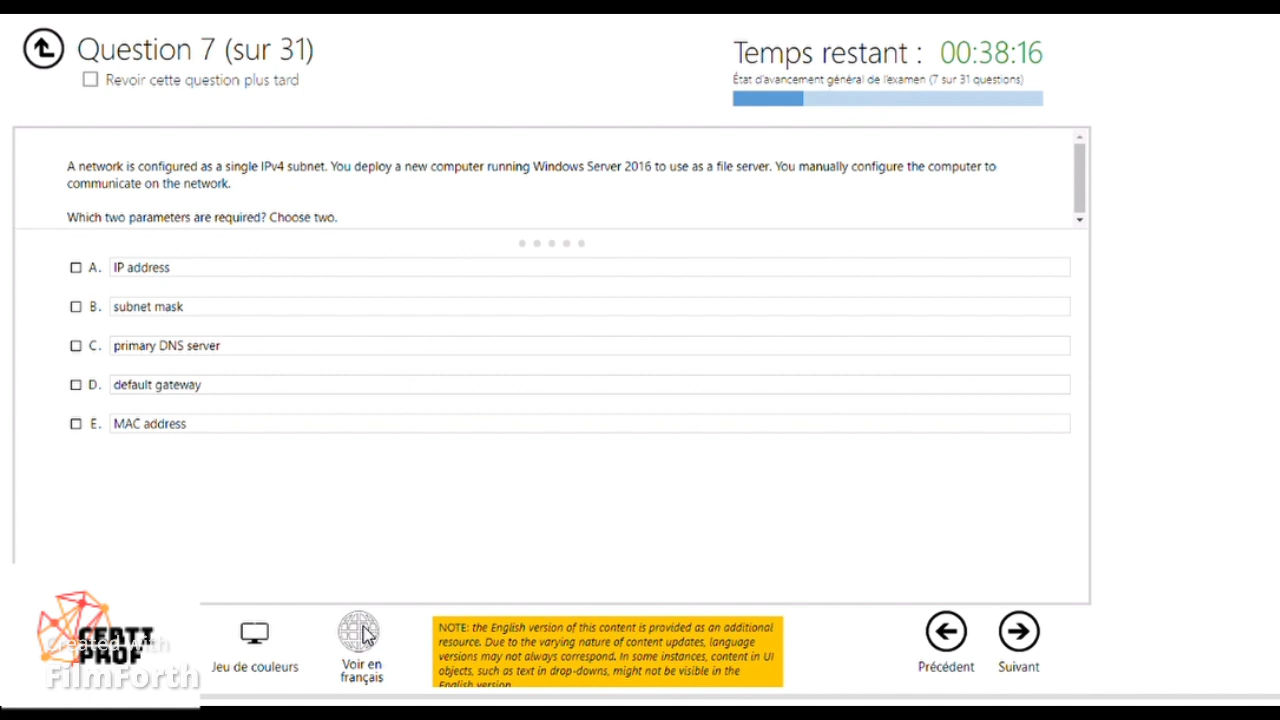 Question 7 (sur 31)
Revoir cette question plus tard
Temps restant : 00:38:16
État d'avancement général de l'examen (7 sur 31 questions)
A network is configured as a single IPv4 subnet. You deploy a new computer running Windows Server 2016 to use as a file server. You manually configure the computer to
communicate on the network.
Which two parameters are required? Choose two.
A. IP address
B. subnet mask
C. primary DNS server
D. default gateway
E. MAC address
CERTI
PROF
Created with
FilmForth
Jeu de couleurs
Voir en
français
NOTE: the English version of this content is provided as an additional
resource. Due to the varying nature of content updates, language
versions may not always correspond. In some instances, content in UI
objects, such as text in drop-downs, might not be visible in the
English version.
Précédent
Suivant